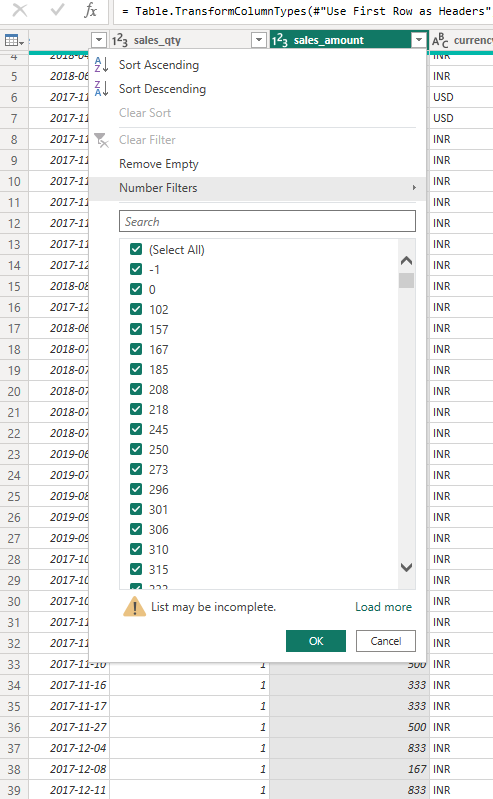 = Table.TransformColumnTypes(#"Use First Row as Headers"
123 sales_qty 123 sales_amount ABC currency
4 INR
5 2018-06 INR
6 2017-11 USD
7 2017-11 USD
8 2017-11 INR
9 2017-11 INR
10 2017-11 INR
11 2017-11 INR
12 2017-11 INR
13 2017-11 INR
14 2017-12 INR
15 2018-08 INR
16 2017-12 INR
17 2018-06 INR
18 2018-07 INR
19 2018-07 INR
20 2018-07 INR
21 2018-07 INR
22 2018-07 INR
23 2019-06 INR
24 2019-07 INR
25 2019-08 INR
26 2019-09 INR
27 2019-09 INR
28 2017-10 INR
29 2017-10 INR
30 2017-10 INR
31 2017-11 INR
32 2017-11 INR
33 2017-11-10 1 500 INR
34 2017-11-16 1 333 INR
35 2017-11-17 1 333 INR
36 2017-11-27 1 500 INR
37 2017-12-04 1 833 INR
38 2017-12-08 1 167 INR
39 2017-12-11 1 833 INR
Sort Ascending
Sort Descending
Clear Sort
Clear Filter
Remove Empty
Number Filters
Search
(Select All)
-1
0
102
157
167
185
208
218
245
250
273
296
301
306
310
315
List may be incomplete. Load more
OK Cancel